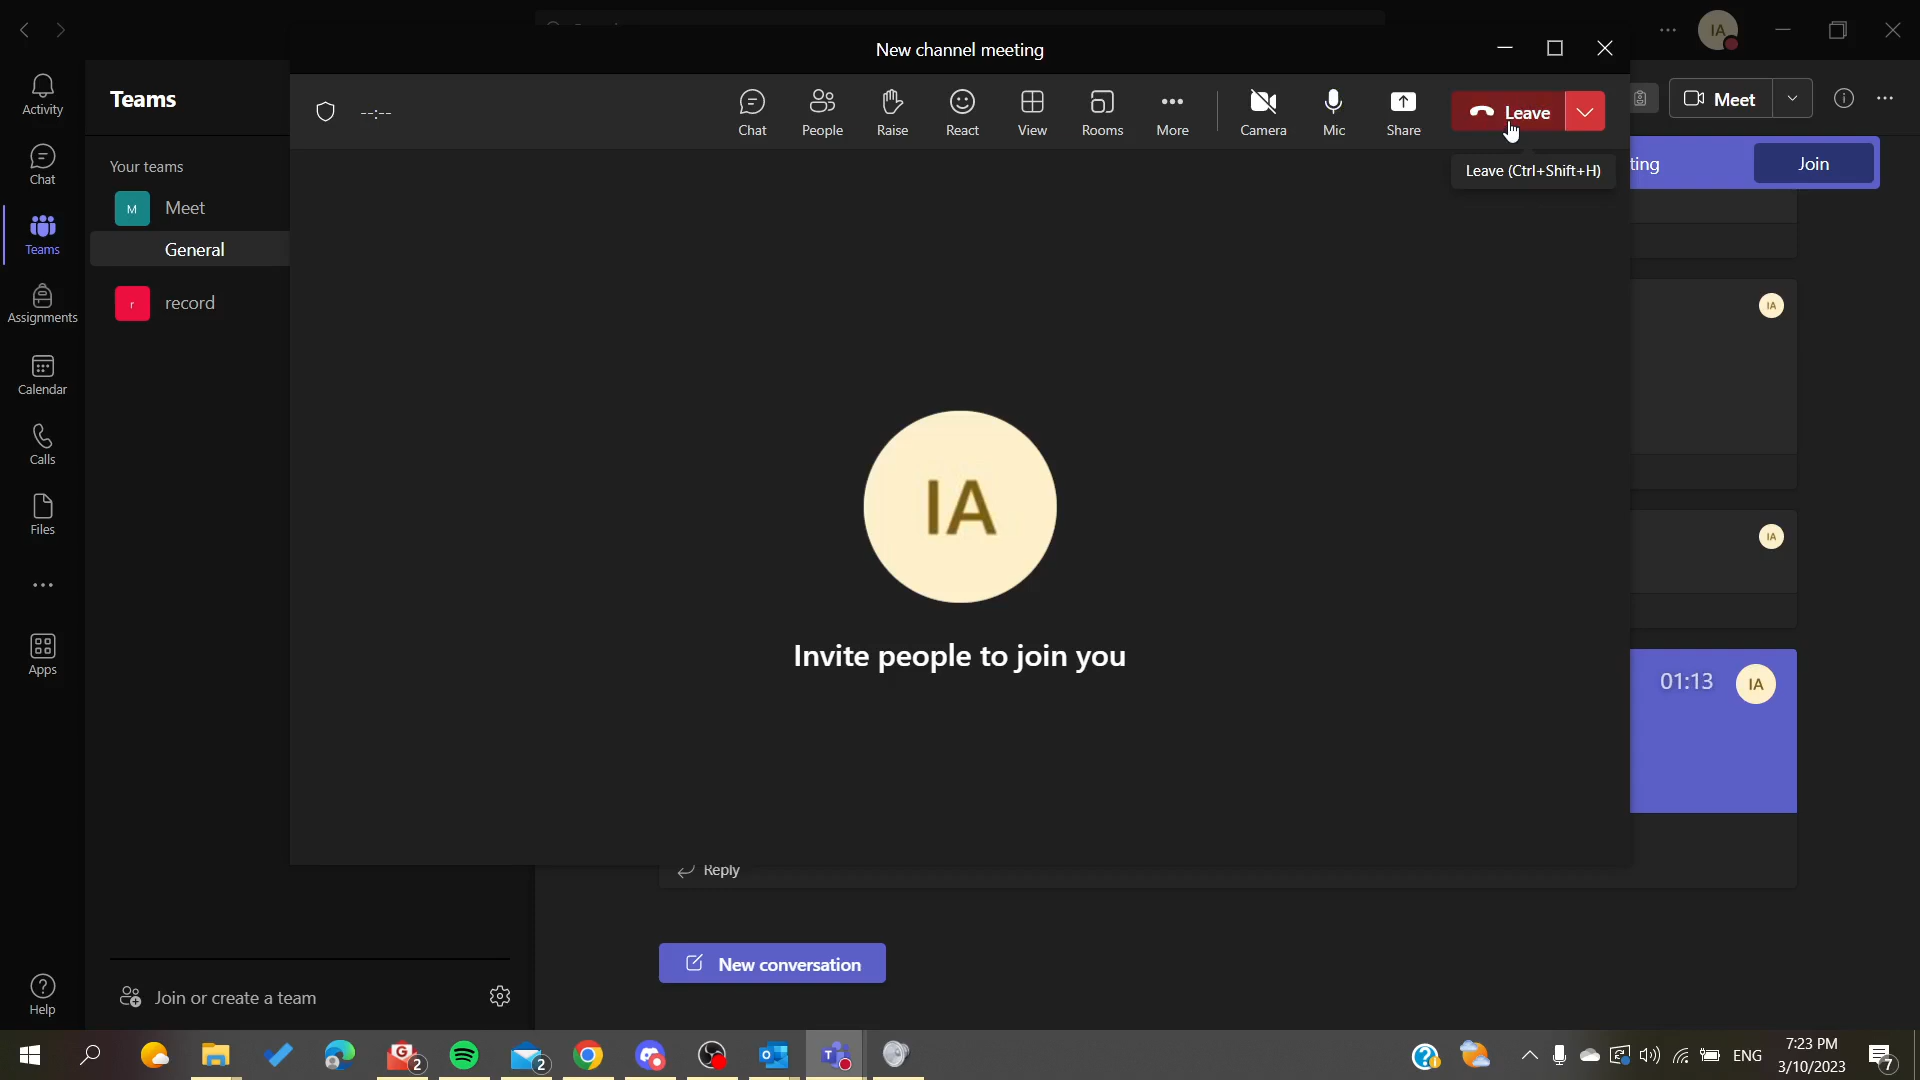 IA
New channel meeting
Activity
Teams
--:--
Chat
People
Raise
React
View
Rooms
More
Camera
Mic
Share
Leave
Meet
Leave (Ctrl+Shift+H)
ting
Join
Chat
Your teams
M
Meet
Teams
General
r
record
Assignments
IA
Calendar
Calls
Files
IA
IA
Invite people to join you
Apps
01:13
IA
Reply
New conversation
Join or create a team
Help
G
2
2
ENG
7:23 PM
3/10/2023
7